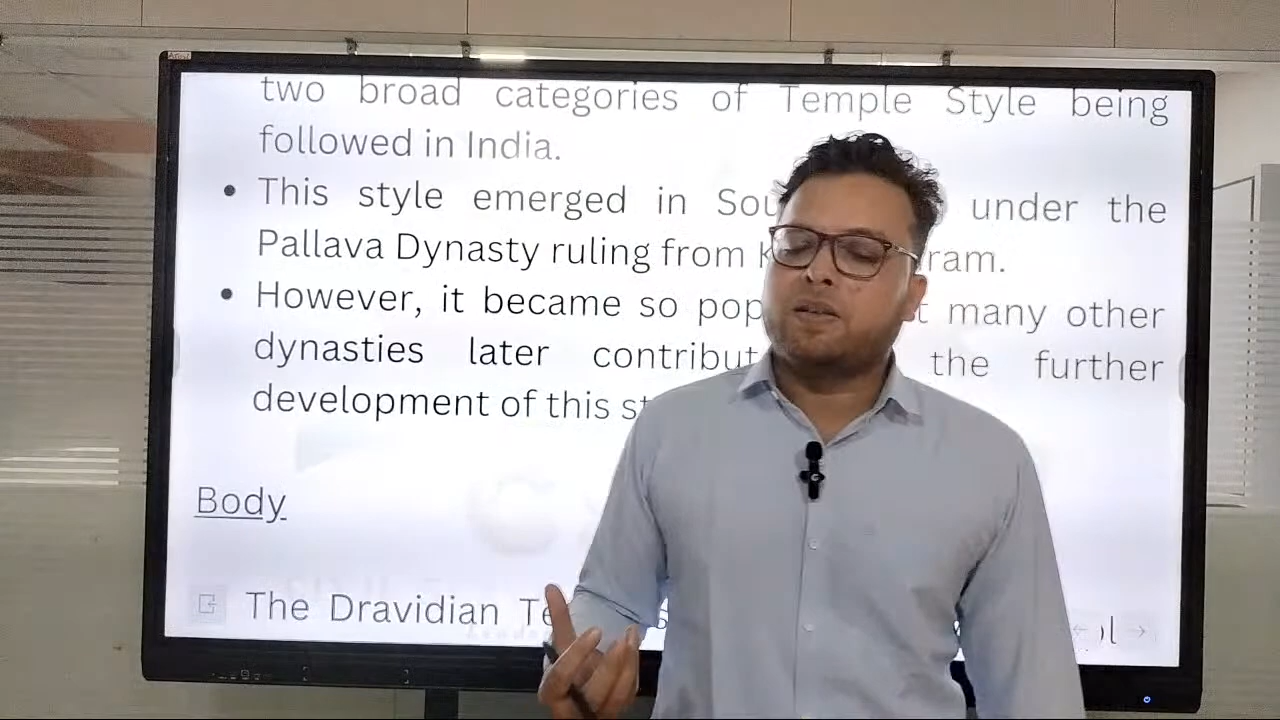 two broad categories of Temple Style being
followed in India.
This style emerged in Sou under the
Pallava Dynasty ruling from K ram.
However, it became so pop t many other
dynasties later contribut the further
development of this st
Body
The Dravidian Te